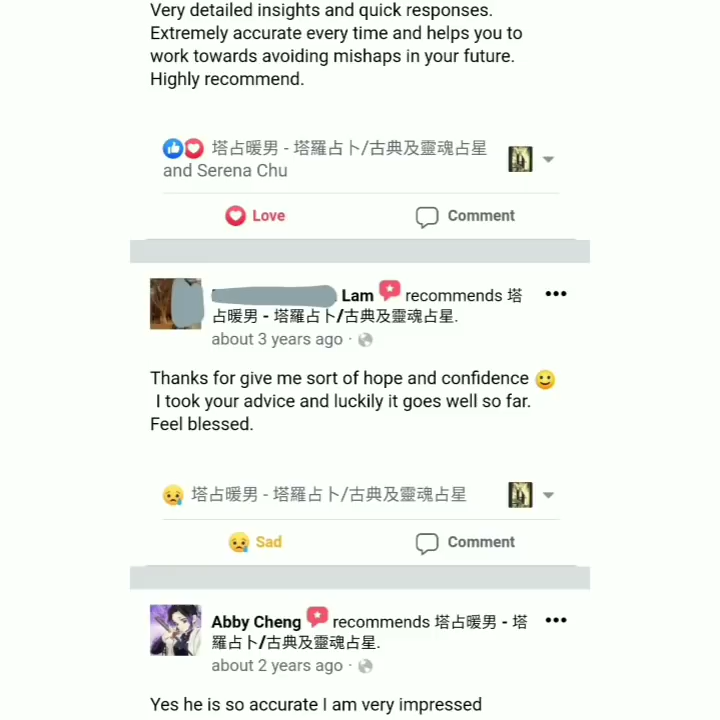 Very detailed insights and quick responses.
Extremely accurate every time and helps you to
work towards avoiding mishaps in your future.
Highly recommend.
塔占暖男 - 塔羅占卜/古典及靈魂占星
and Serena Chu
Love Comment
Lam recommends 塔
占暖男 - 塔羅占卜/古典及靈魂占星.
about 3 years ago ·
Thanks for give me sort of hope and confidence
I took your advice and luckily it goes well so far.
Feel blessed.
塔占暖男 - 塔羅占卜/古典及靈魂占星
Sad Comment
Abby Cheng recommends 塔占暖男 - 塔
羅占卜/古典及靈魂占星.
about 2 years ago ·
Yes he is so accurate I am very impressed